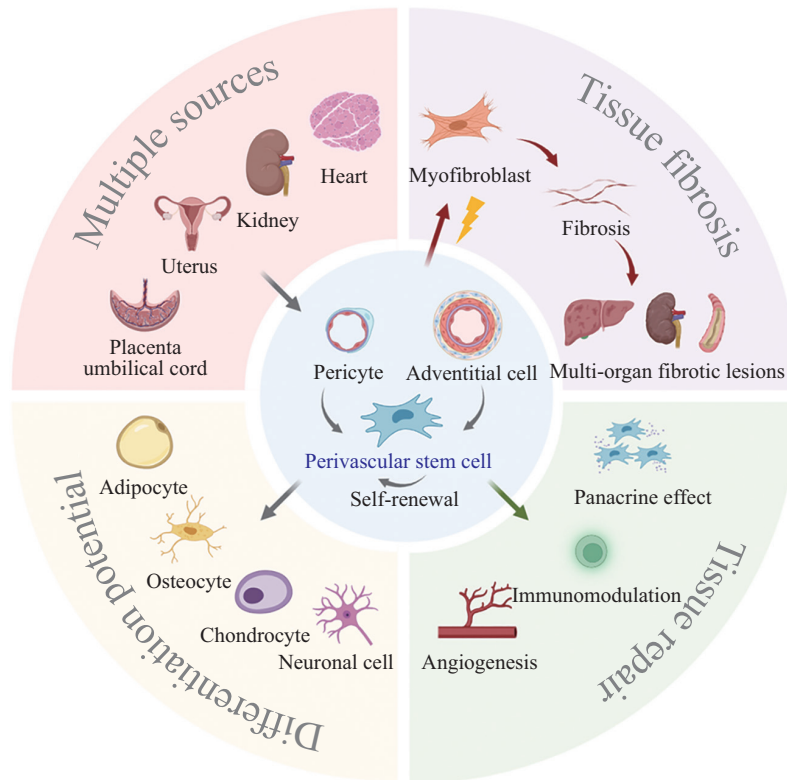 Multiple sources
Heart
Kidney
Uterus
Placenta
umbilical cord
Tissue fibrosis
Myofibroblast
Fibrosis
Multi-organ fibrotic lesions
Pericyte
Adventitial cell
Perivascular stem cell
Self-renewal
Differentiation potential
Adipocyte
Osteocyte
Chondrocyte
Neuronal cell
Tissue repair
Panacrine effect
Immunomodulation
Angiogenesis